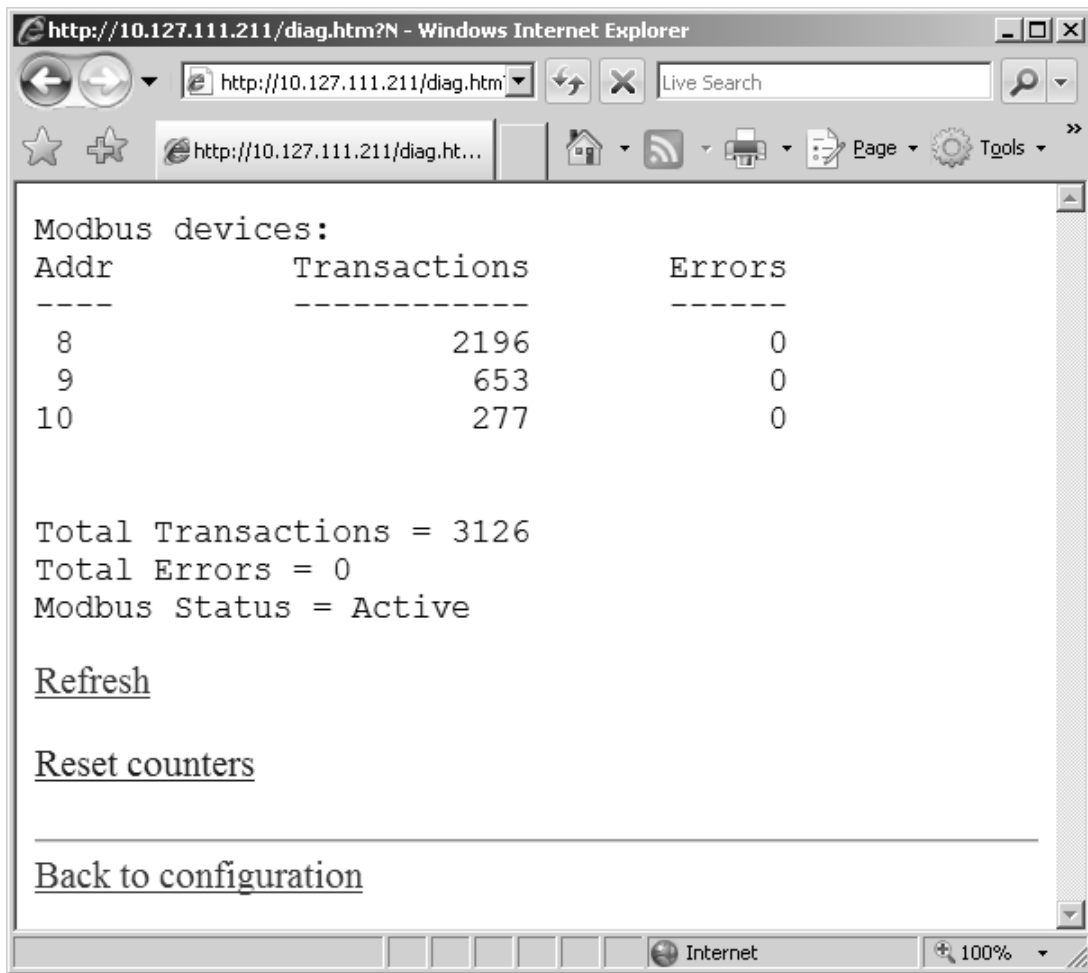 http://10.127.111.211/diag.htm?N - Windows Internet Explorer
http://10.127.111.211/diag.htm
Live Search
http://10.127.111.211/diag.ht...
Page
Tools
»
Modbus devices:
Addr Transactions Errors
---- ------------ ------
8 2196 0
9 653 0
10 277 0
Total Transactions = 3126
Total Errors = 0
Modbus Status = Active
Refresh
Reset counters
Back to configuration
Internet
100%